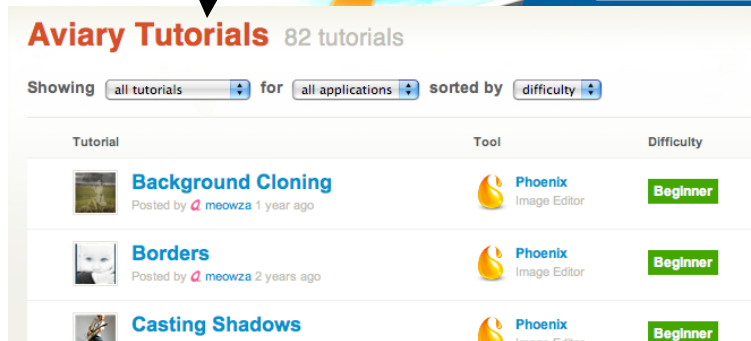 Aviary Tutorials 82 tutorials
Showing all tutorials for all applications sorted by difficulty
Tutorial Tool Difficulty
Background Cloning Phoenix Beginner
Posted by meowza 1 year ago Image Editor
Borders Phoenix Beginner
Posted by meowza 2 years ago Image Editor
Casting Shadows Phoenix Beginner
Image Editor